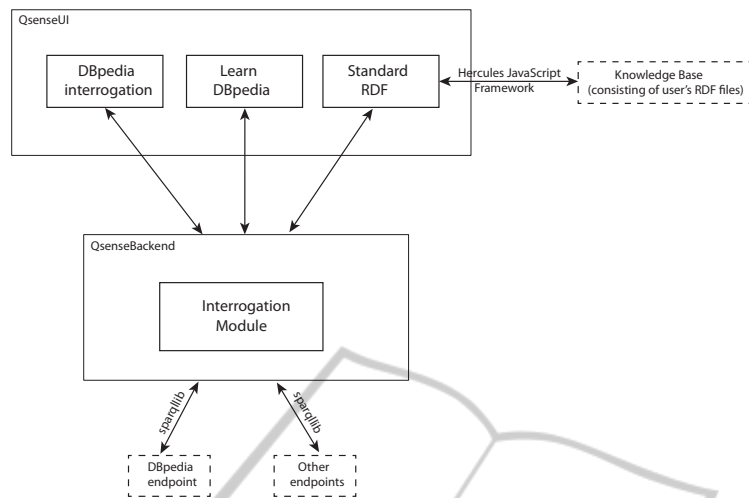 QsenseUI
DBpedia
interrogation
Learn
DBpedia
Standard
RDF
Hercules JavaScript
Framework
Knowledge Base
(consisting of user's RDF files)
QsenseBackend
Interrogation
Module
sparqllib
sparqllib
DBpedia
endpoint
Other
endpoints